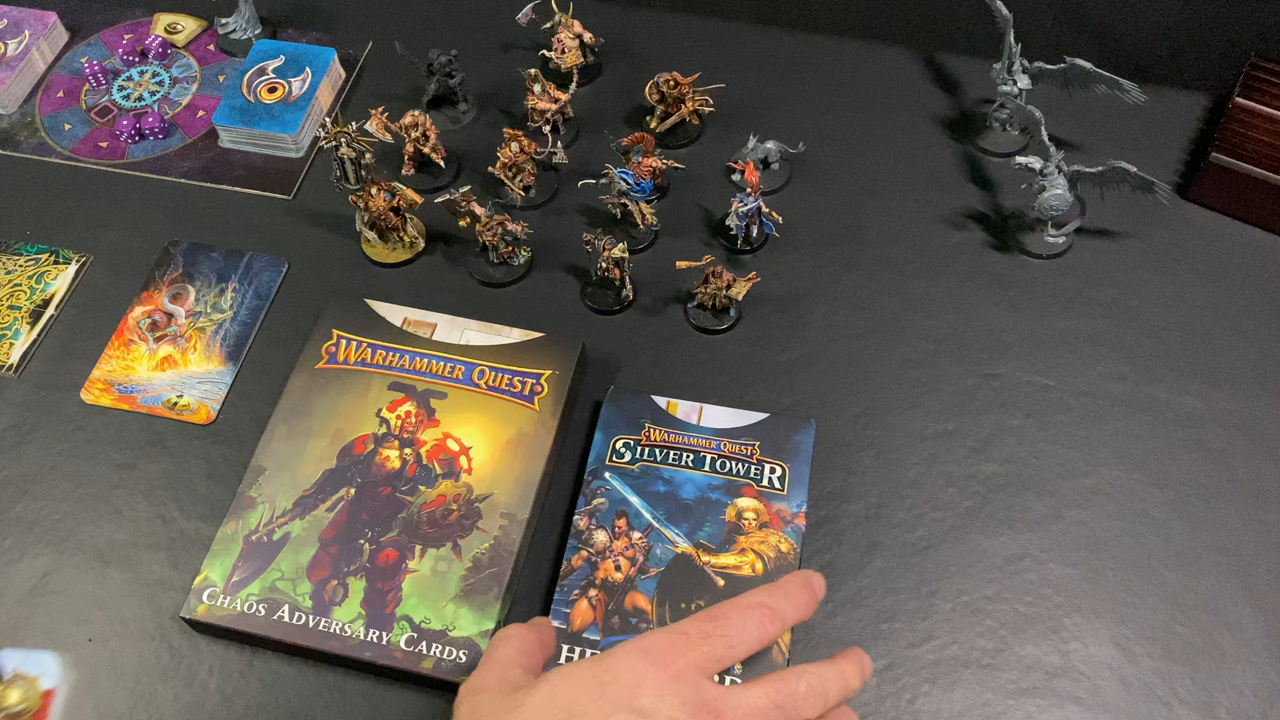 WARHAMMER QUEST
CHAOS ADVERSARY CARDS
WARHAMMER QUEST
SILVER TOWER